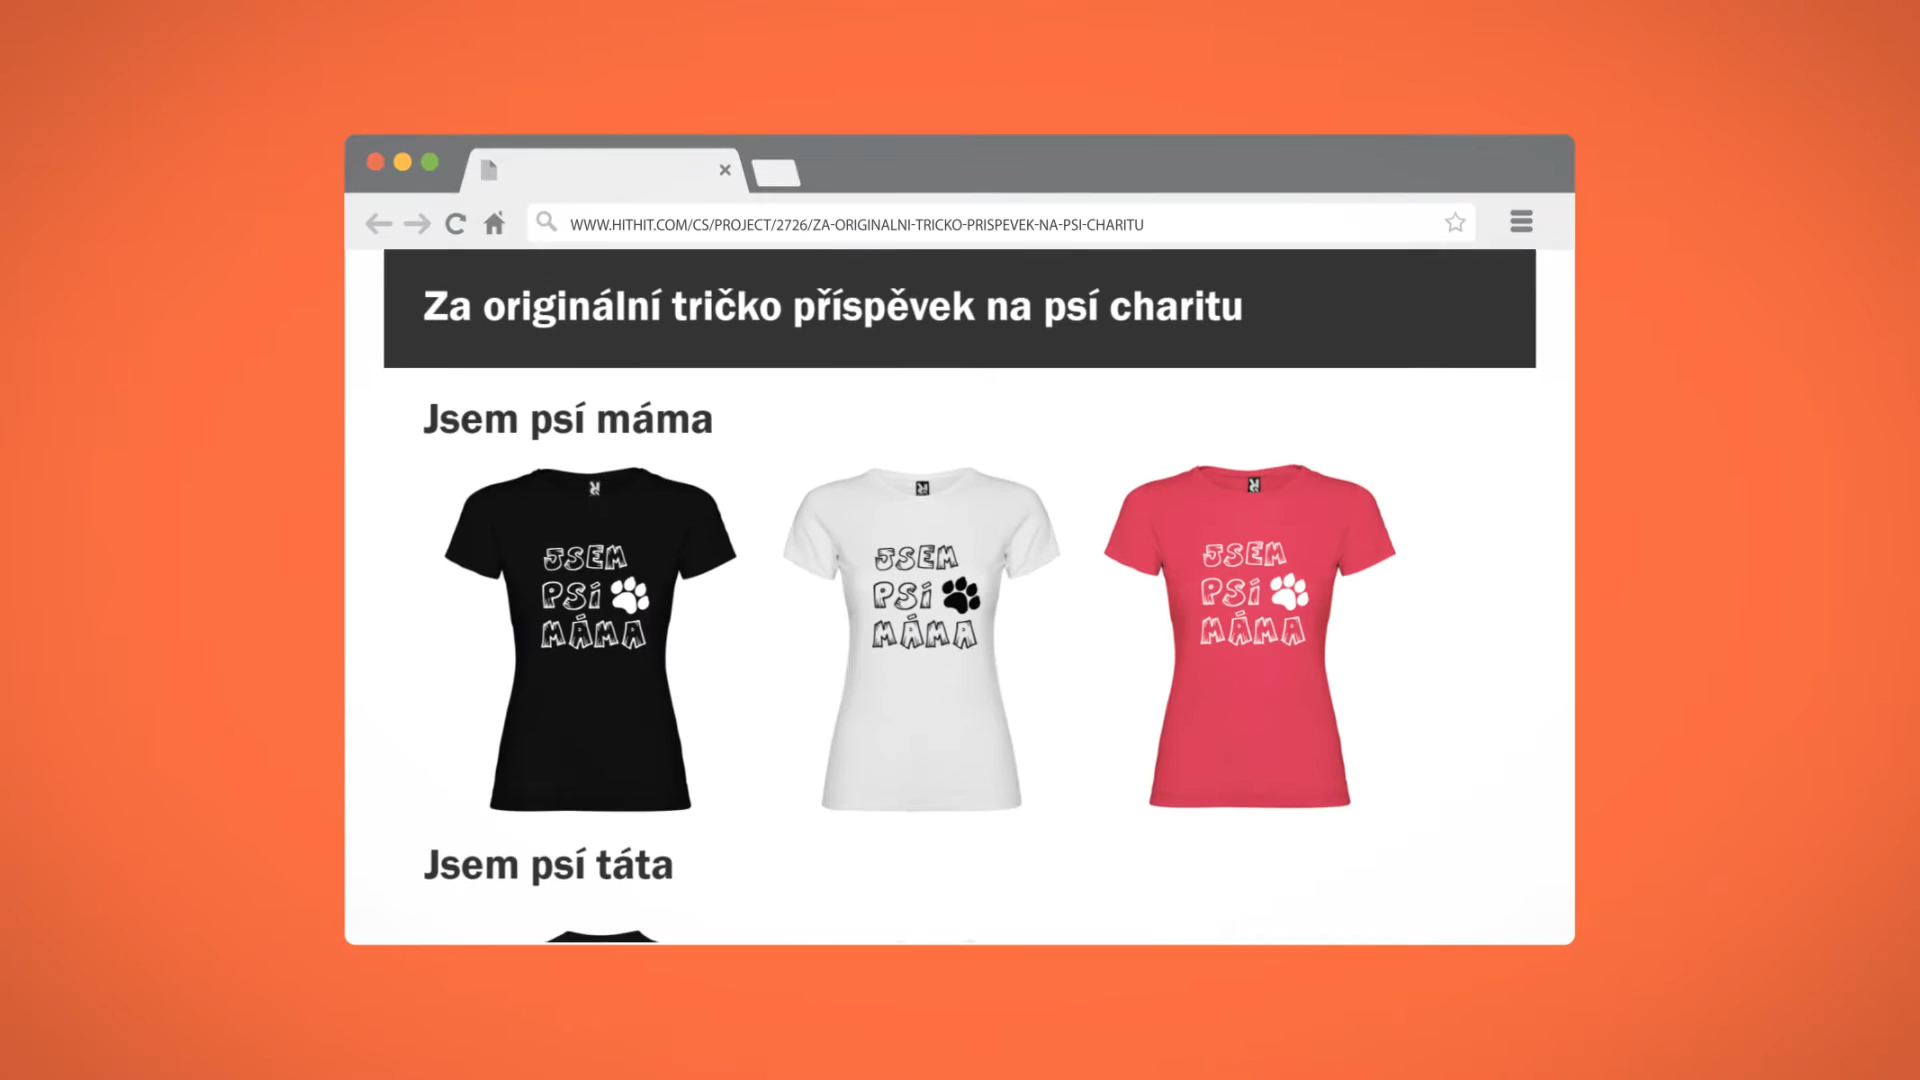 WWW.HITHIT.COM/CS/PROJECT/2726/ZA-ORIGINALNI-TRICKO-PRISPEVEK-NA-PSI-CHARITU
Za originální tričko příspěvek na psí charitu
Jsem psí máma
JSEM
PSÍ
MÁMA
JSEM
PSÍ
MÁMA
JSEM
PSÍ
MÁMA
Jsem psí táta